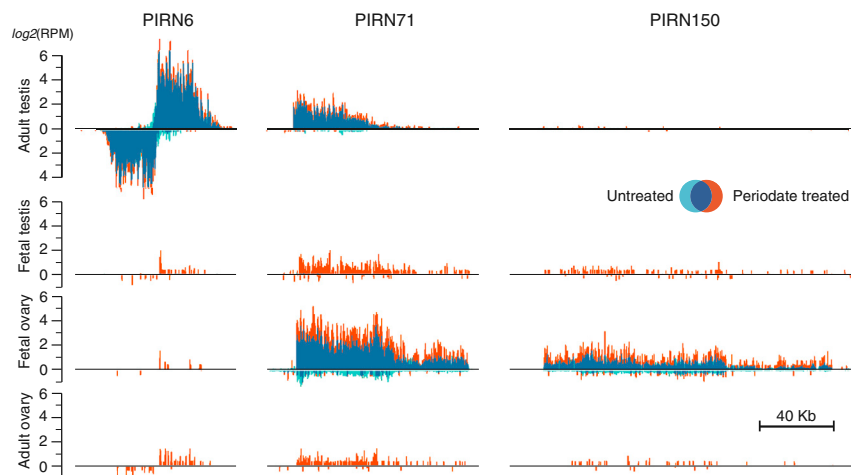 PIRN6 PIRN71 PIRN150
log2(RPM)
6
4
2
0
2
4
Adult testis
Untreated Periodate treated
6
4
2
0
Fetal testis
6
4
2
0
Fetal ovary
40 Kb
6
4
2
0
Adult ovary